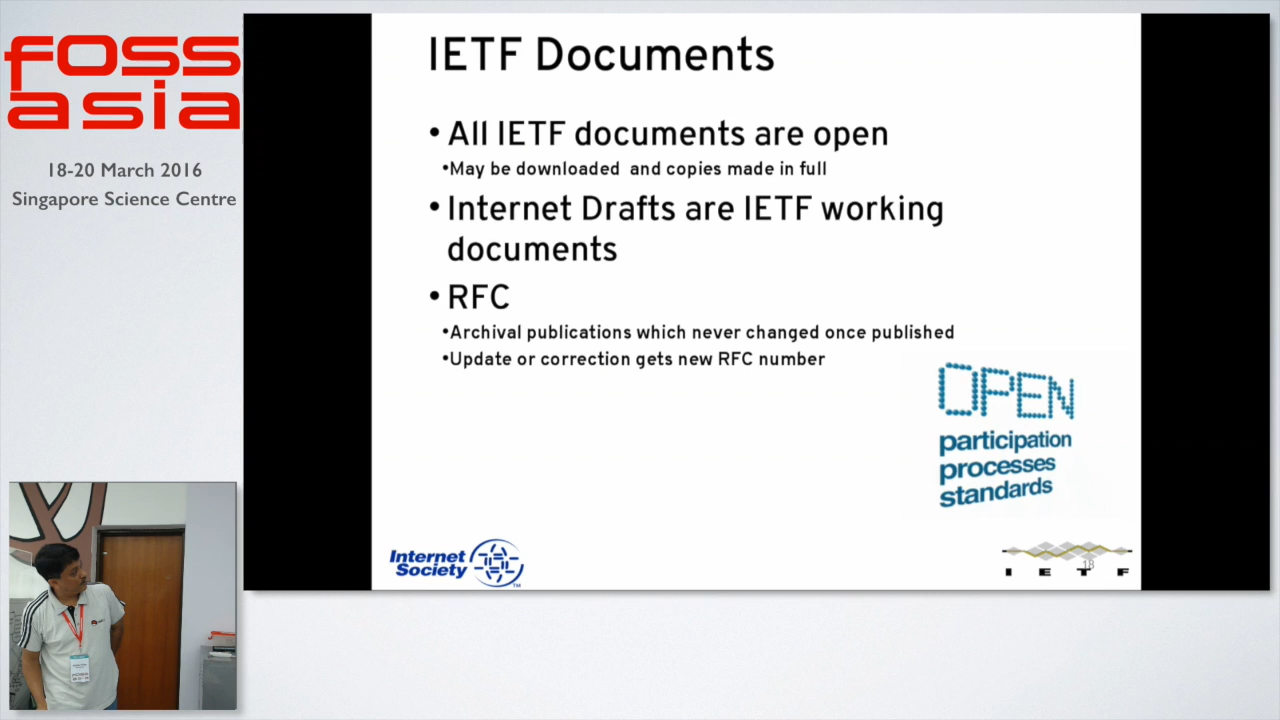 foss
asia
18-20 March 2016
Singapore Science Centre
IETF Documents
• All IETF documents are open
•May be downloaded and copies made in full
• Internet Drafts are IETF working
documents
• RFC
•Archival publications which never changed once published
•Update or correction gets new RFC number
OPEN
participation
processes
standards
Internet
Society
TM
18
I E T F